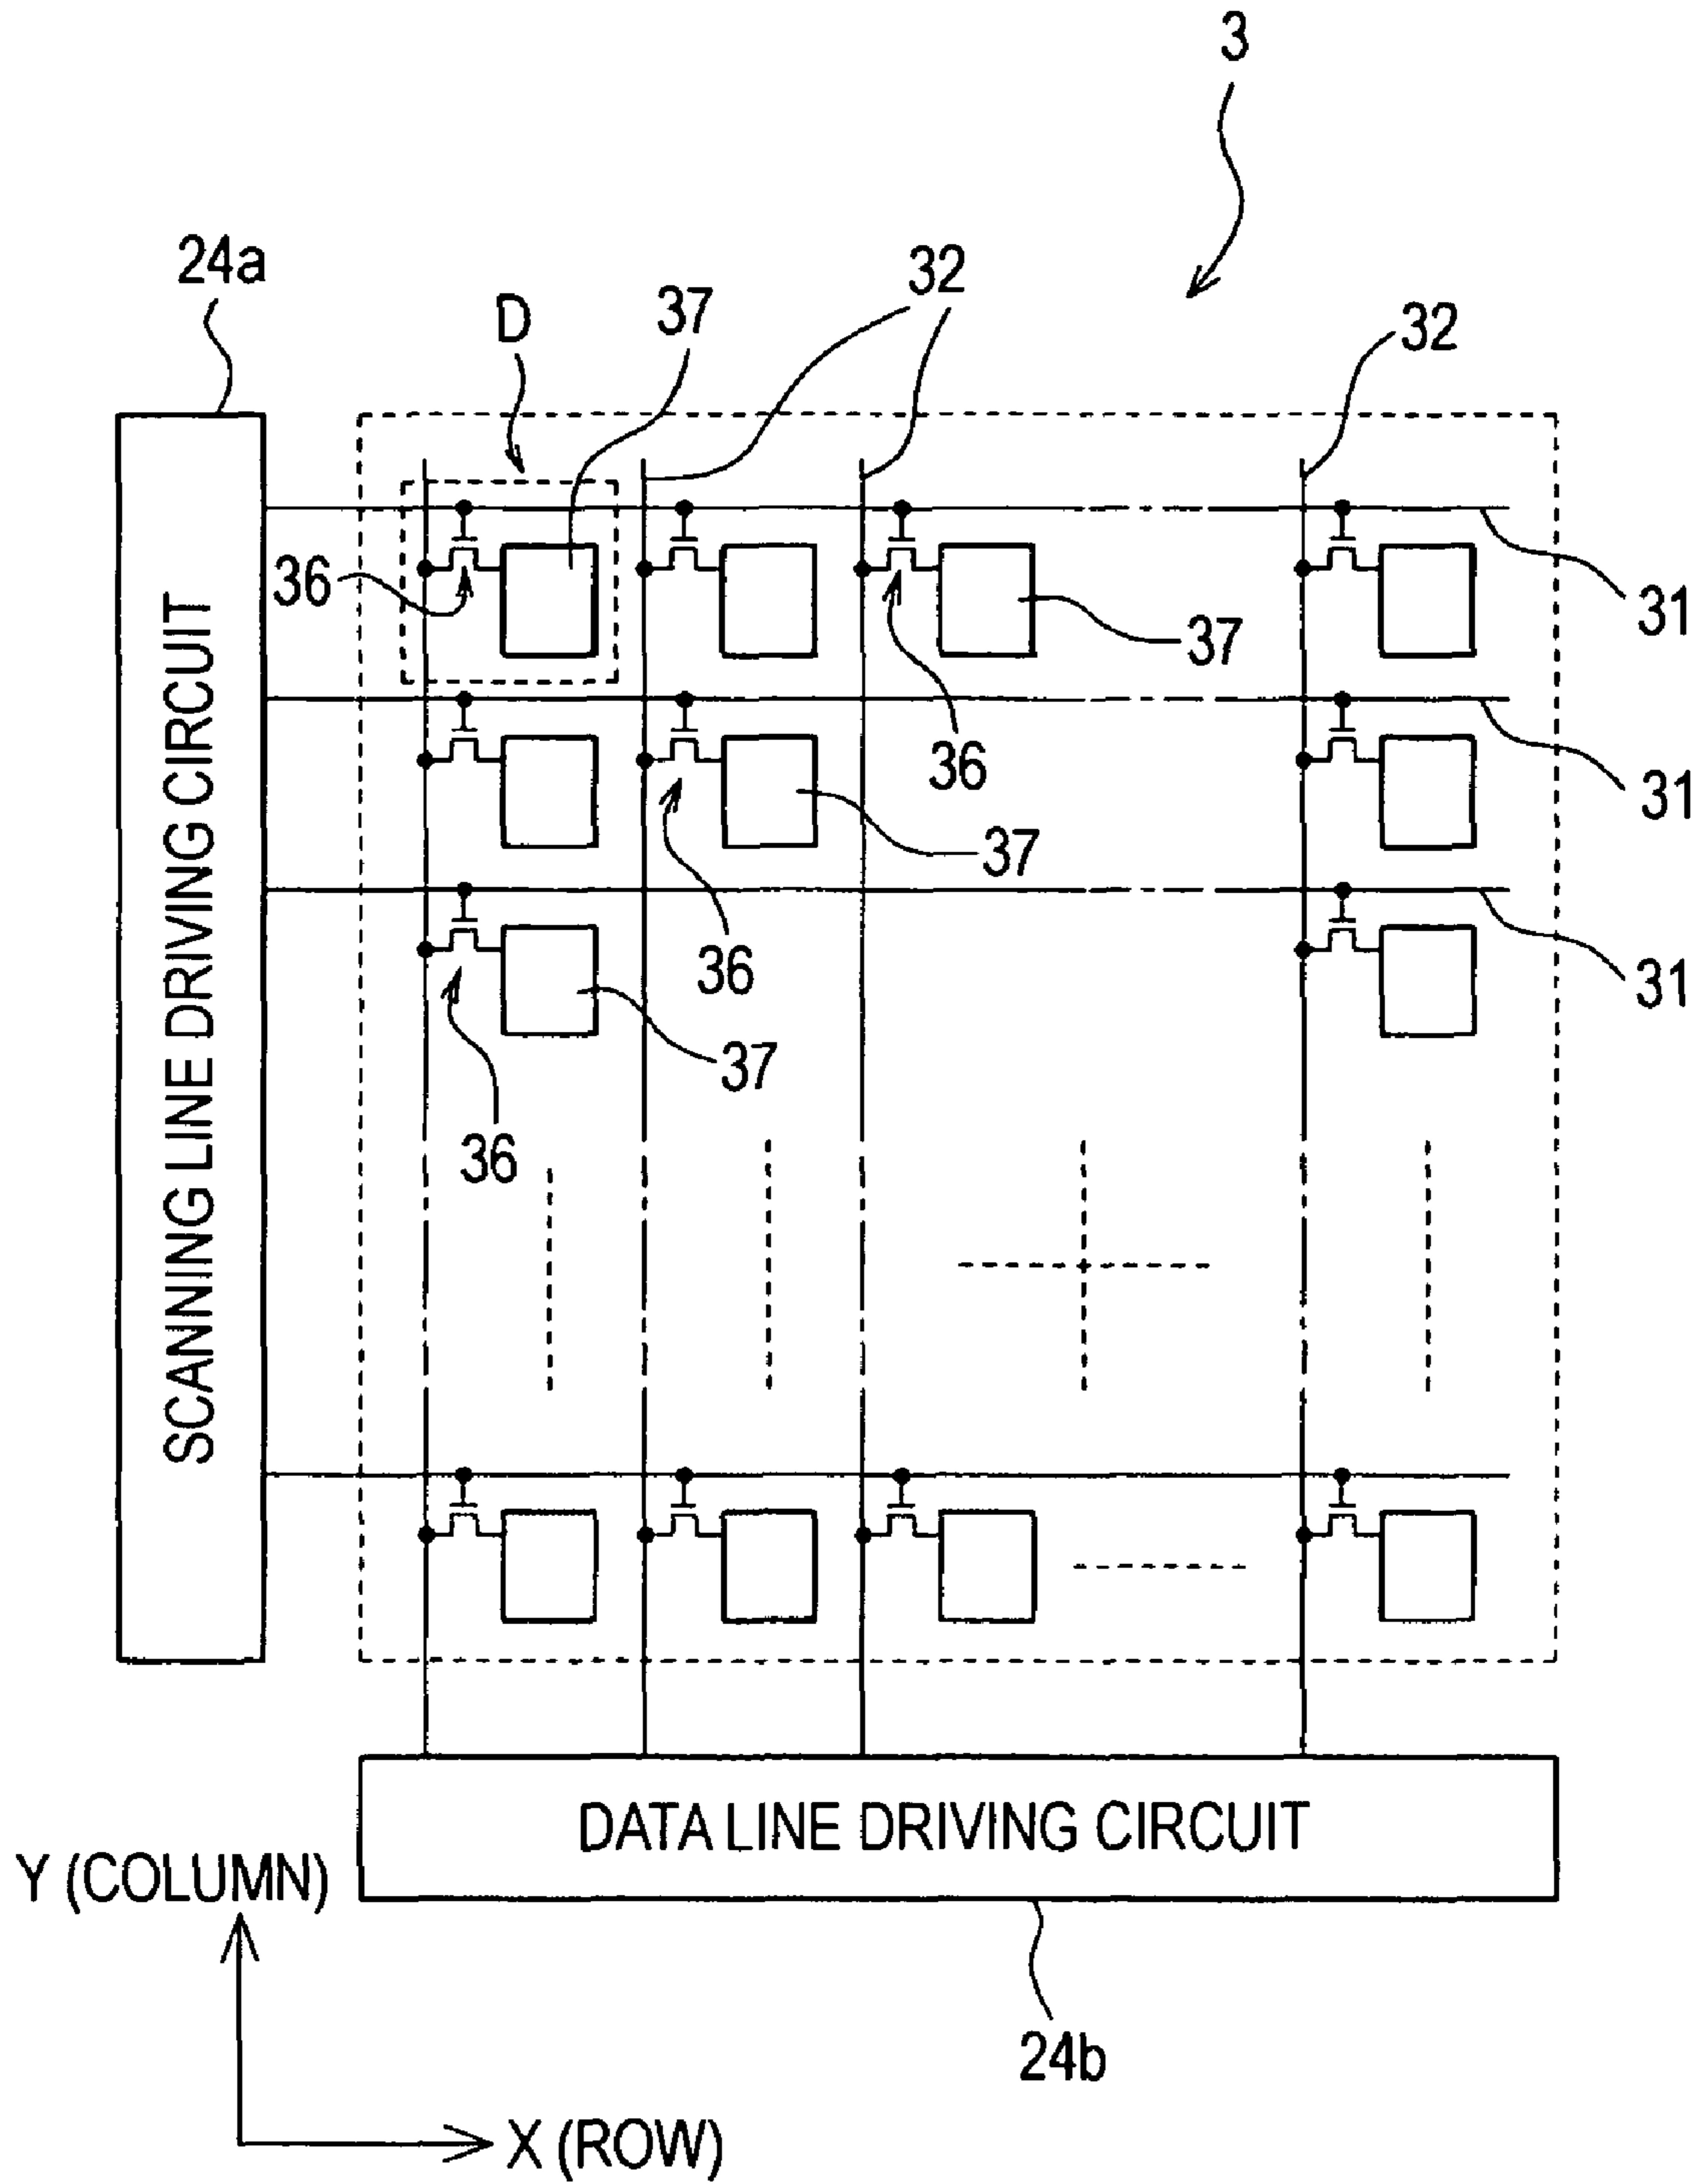 3
24a
D
37
32
32
36
31
37
36
31
37
36
31
37
36
SCANNING LINE DRIVING CIRCUIT
DATA LINE DRIVING CIRCUIT
Y (COLUMN)
24b
X (ROW)